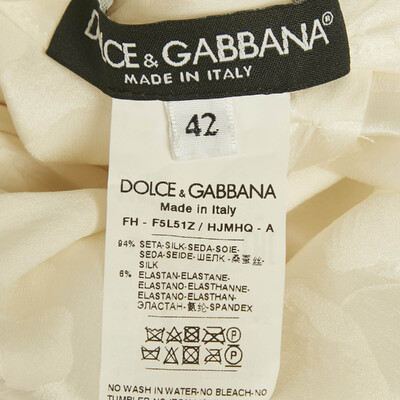 DOLCE & GABBANA®
MADE IN ITALY
42
DOLCE & GABBANA
Made in Italy
FH - F5L51Z / HJMHQ - A
94% SETA-SILK-SEDA-SOIE-
SEDA-SEIDE-ШЕЛК-桑蚕丝-
SILK
6% ELASTAN-ELASTANE-
ELASTANO-ELASTHANNE-
ELASTANO-ELASTHAN-
ЭЛАСТАН-氨纶-SPANDEX
NO WASH IN WATER-NO BLEACH-NO